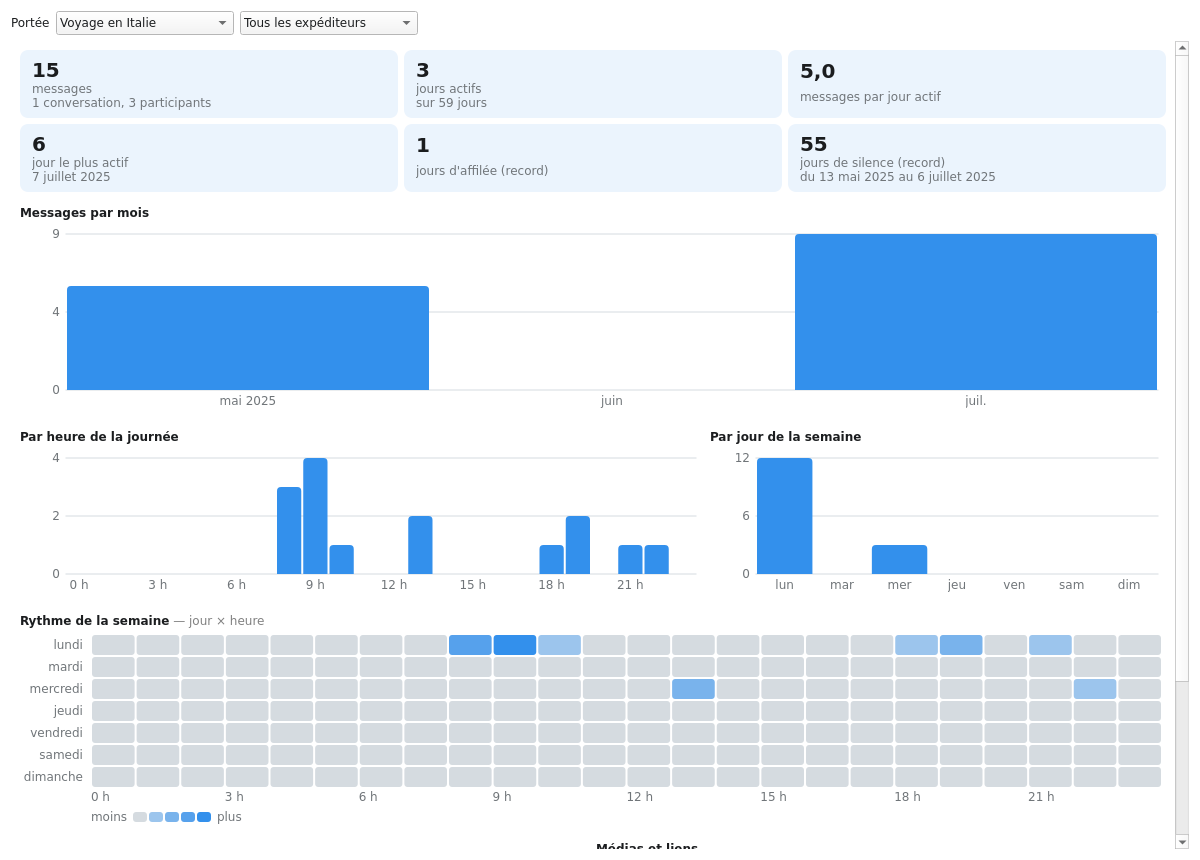 Portée Voyage en Italie Tous les expéditeurs
15
messages
1 conversation, 3 participants
3
jours actifs
sur 59 jours
5,0
messages par jour actif
6
jour le plus actif
7 juillet 2025
1
jours d'affilée (record)
55
jours de silence (record)
du 13 mai 2025 au 6 juillet 2025
Messages par mois
9
4
0
mai 2025 juin juil.
Par heure de la journée
4
2
0
0 h 3 h 6 h 9 h 12 h 15 h 18 h 21 h
Par jour de la semaine
12
6
0
lun mar mer jeu ven sam dim
Rythme de la semaine — jour × heure
lundi
mardi
mercredi
jeudi
vendredi
samedi
dimanche
0 h 3 h 6 h 9 h 12 h 15 h 18 h 21 h
moins plus
Médias et liens